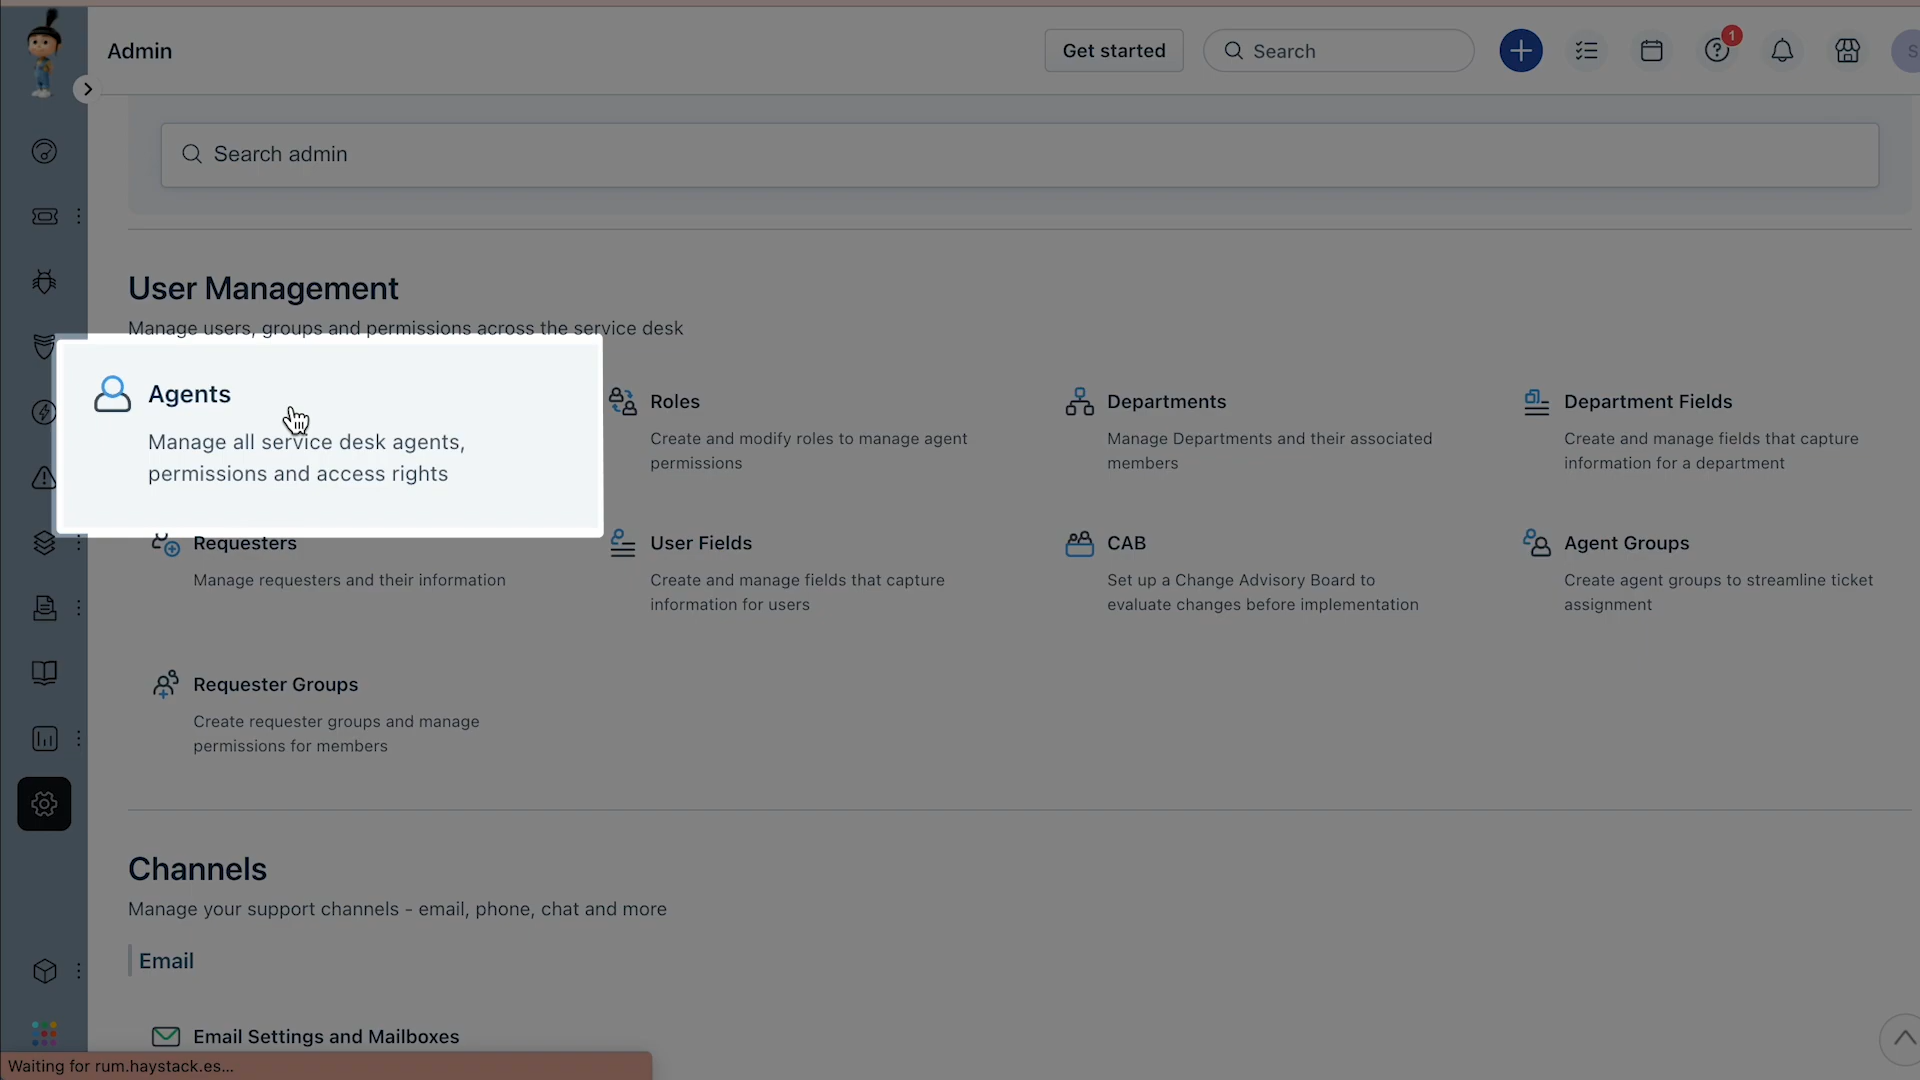 Admin
Get started
Search
1
S
Search admin
User Management
Manage users, groups and permissions across the service desk
Agents
Manage all service desk agents,
permissions and access rights
Roles
Create and modify roles to manage agent
permissions
Departments
Manage Departments and their associated
members
Department Fields
Create and manage fields that capture
information for a department
Requesters
Manage requesters and their information
User Fields
Create and manage fields that capture
information for users
CAB
Set up a Change Advisory Board to
evaluate changes before implementation
Agent Groups
Create agent groups to streamline ticket
assignment
Requester Groups
Create requester groups and manage
permissions for members
Channels
Manage your support channels - email, phone, chat and more
Email
Email Settings and Mailboxes
Waiting for rum.haystack.es...